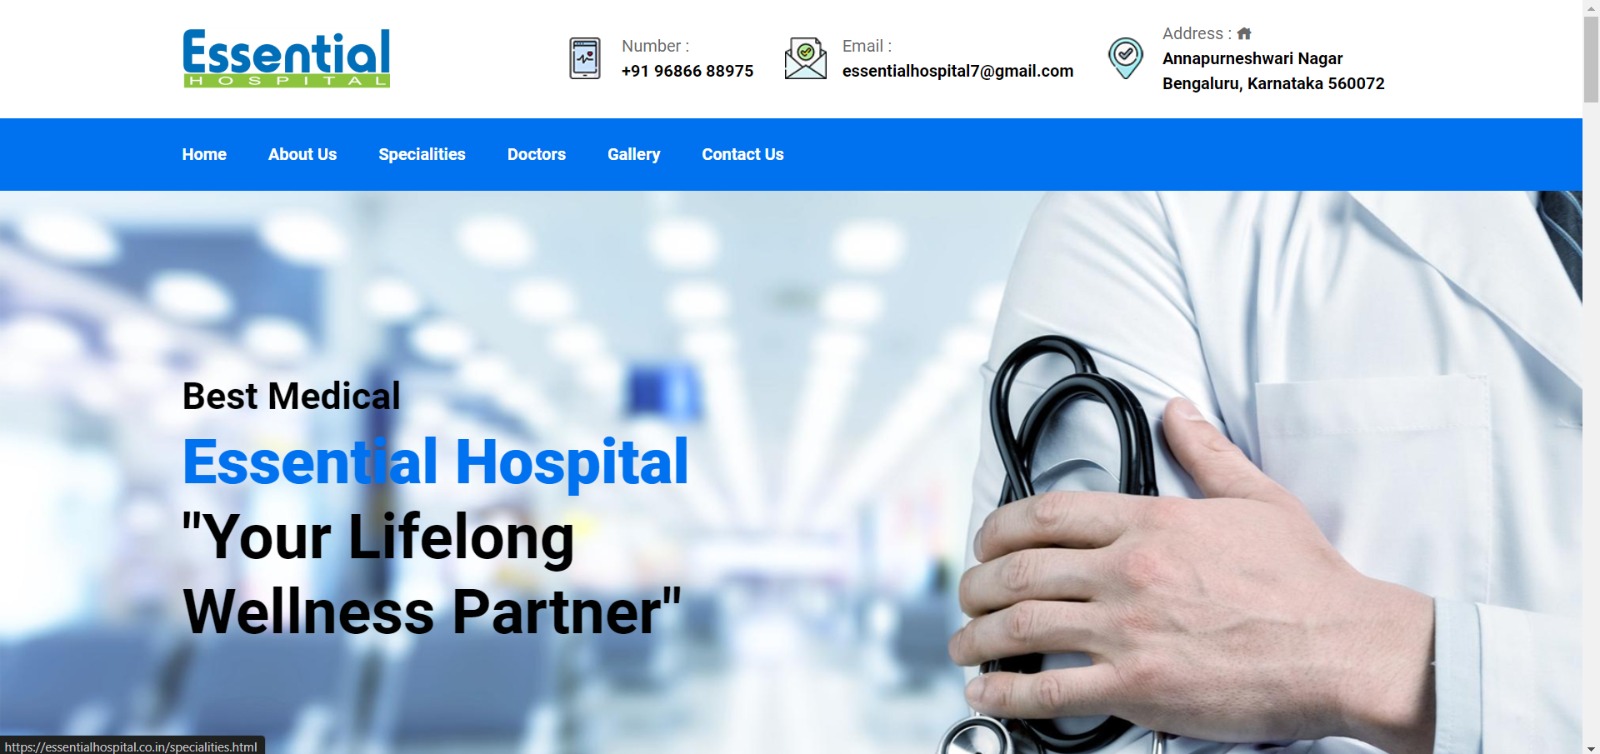 Essential
HOSPITAL
Number :
+91 96866 88975
Email :
essentialhospital7@gmail.com
Address :
Annapurneshwari Nagar
Bengaluru, Karnataka 560072
Home
About Us
Specialities
Doctors
Gallery
Contact Us
Best Medical
Essential Hospital
"Your Lifelong
Wellness Partner"
https://essentialhospital.co.in/specialities.html